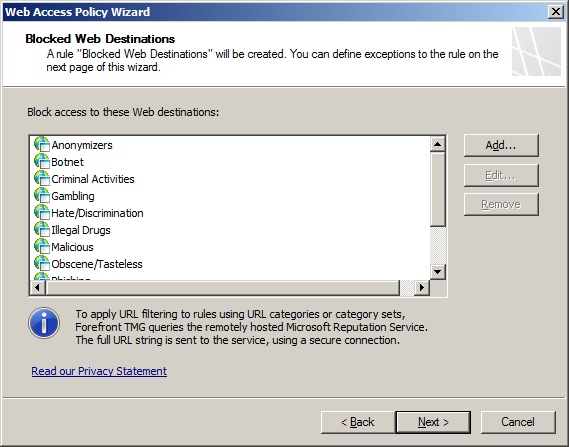 Web Access Policy Wizard
Blocked Web Destinations
A rule "Blocked Web Destinations" will be created. You can define exceptions to the rule on the
next page of this wizard.
Block access to these Web destinations:
Anonymizers
Botnet
Criminal Activities
Gambling
Hate/Discrimination
Illegal Drugs
Malicious
Obscene/Tasteless
Phishing
Add...
Edit...
Remove
To apply URL filtering to rules using URL categories or category sets,
Forefront TMG queries the remotely hosted Microsoft Reputation Service.
The full URL string is sent to the service, using a secure connection.
Read our Privacy Statement
< Back
Next >
Cancel